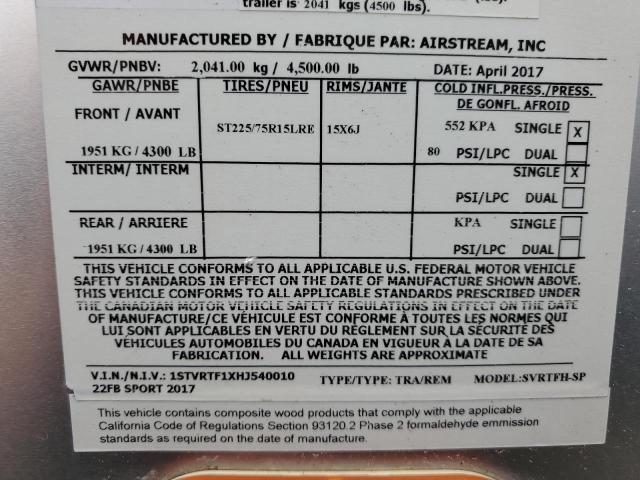 trailer is 2041 kgs (4500 lbs).
MANUFACTURED BY / FABRIQUE PAR: AIRSTREAM, INC
GVWR/PNBV: 2,041.00 kg / 4,500.00 lb DATE: April 2017
GAWR/PNBE TIRES/PNEU RIMS/JANTE COLD INFL.PRESS./PRESS.
DE GONFL. AFROID
FRONT / AVANT
ST225/75R15LRE 15X6J 552 KPA SINGLE X
1951 KG / 4300 LB 80 PSI/LPC DUAL
INTERM/ INTERM SINGLE X
PSI/LPC DUAL
REAR / ARRIERE KPA SINGLE
1951 KG / 4300 LB PSI/LPC DUAL
THIS VEHICLE CONFORMS TO ALL APPLICABLE U.S. FEDERAL MOTOR VEHICLE
SAFETY STANDARDS IN EFFECT ON THE DATE OF MANUFACTURE SHOWN ABOVE.
THIS VEHICLE CONFORMS TO ALL APPLICABLE STANDARDS PRESCRIBED UNDER
THE CANADIAN MOTOR VEHICLE SAFETY REGULATIONS IN EFFECT ON THE DATE
OF MANUFACTURE/CE VÉHICULE EST CONFORME À TOUTES LES NORMES QUI
LUI SONT APPLICABLES EN VERTU DU RÈGLEMENT SUR LA SÉCURITÉ DES
VÉHICULES AUTOMOBILES DU CANADA EN VIGUEUR À LA DATE DE SA
FABRICATION. ALL WEIGHTS ARE APPROXIMATE
V.I.N./N.I.V.: 1STVRTF1XHJ540010 TYPE/TYPE: TRA/REM MODEL:SVRTFH-SP
22FB SPORT 2017
This vehicle contains composite wood products that comply with the applicable
California Code of Regulations Section 93120.2 Phase 2 formaldehyde emmission
standards as required on the date of manufacture.